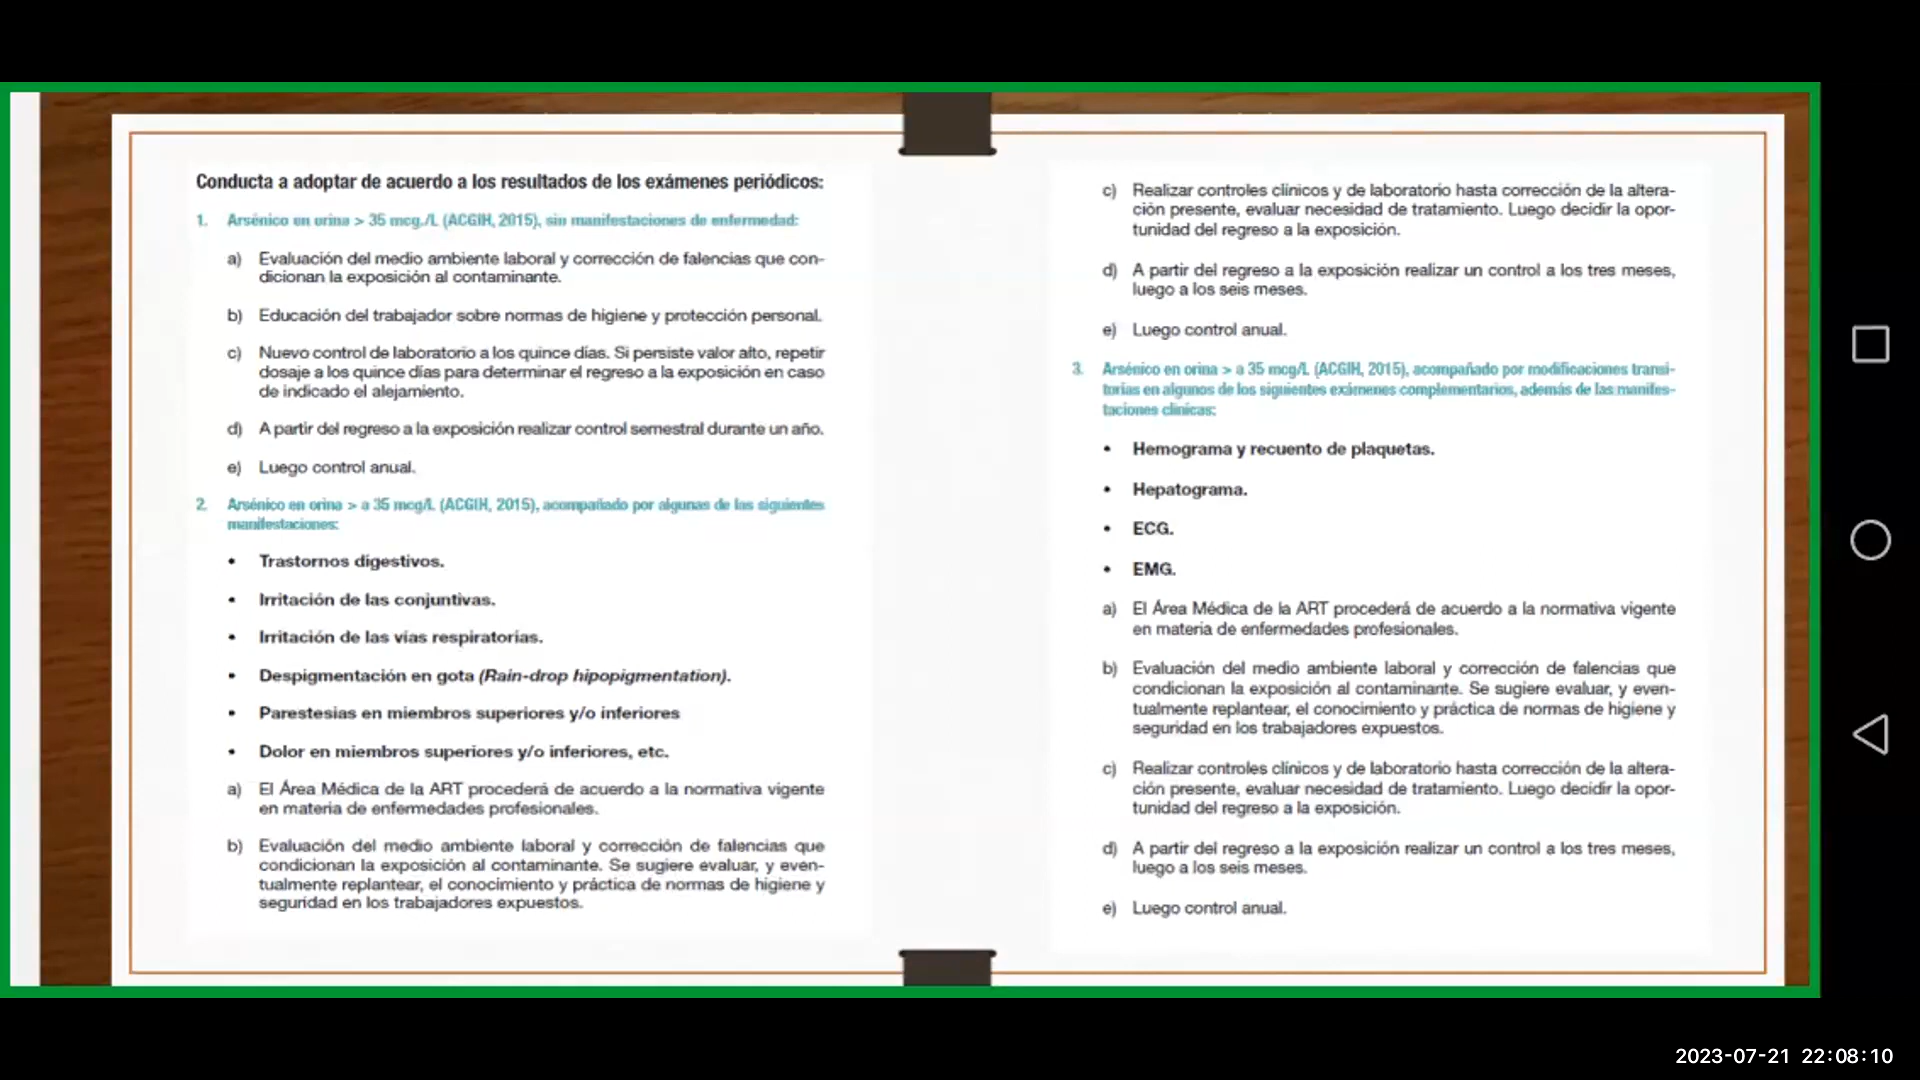 Conducta a adoptar de acuerdo a los resultados de los exámenes periódicos:
1. Arsénico en orina > 35 mcg./L (ACGIH, 2015), sin manifestaciones de enfermedad:
a) Evaluación del medio ambiente laboral y corrección de falencias que con-
dicionan la exposición al contaminante.
b) Educación del trabajador sobre normas de higiene y protección personal.
c) Nuevo control de laboratorio a los quince días. Si persiste valor alto, repetir
dosaje a los quince días para determinar el regreso a la exposición en caso
de indicado el alejamiento.
d) A partir del regreso a la exposición realizar control semestral durante un año.
e) Luego control anual.
2. Arsénico en orina > a 35 mcg/L (ACGIH, 2015), acompañado por algunas de las siguientes
manifestaciones:
• Trastornos digestivos.
• Irritación de las conjuntivas.
• Irritación de las vías respiratorias.
• Despigmentación en gota (Rain-drop hipopigmentation).
• Parestesias en miembros superiores y/o inferiores
• Dolor en miembros superiores y/o inferiores, etc.
a) El Área Médica de la ART procederá de acuerdo a la normativa vigente
en materia de enfermedades profesionales.
b) Evaluación del medio ambiente laboral y corrección de falencias que
condicionan la exposición al contaminante. Se sugiere evaluar, y even-
tualmente replantear, el conocimiento y práctica de normas de higiene y
seguridad en los trabajadores expuestos.
c) Realizar controles clínicos y de laboratorio hasta corrección de la altera-
ción presente, evaluar necesidad de tratamiento. Luego decidir la opor-
tunidad del regreso a la exposición.
d) A partir del regreso a la exposición realizar un control a los tres meses,
luego a los seis meses.
e) Luego control anual.
3. Arsénico en orina > a 35 mcg/L (ACGIH, 2015), acompañado por modificaciones transi-
torias en algunos de los siguientes exámenes complementarios, además de las manifes-
taciones clínicas:
• Hemograma y recuento de plaquetas.
• Hepatograma.
• ECG.
• EMG.
a) El Área Médica de la ART procederá de acuerdo a la normativa vigente
en materia de enfermedades profesionales.
b) Evaluación del medio ambiente laboral y corrección de falencias que
condicionan la exposición al contaminante. Se sugiere evaluar, y even-
tualmente replantear, el conocimiento y práctica de normas de higiene y
seguridad en los trabajadores expuestos.
c) Realizar controles clínicos y de laboratorio hasta corrección de la altera-
ción presente, evaluar necesidad de tratamiento. Luego decidir la opor-
tunidad del regreso a la exposición.
d) A partir del regreso a la exposición realizar un control a los tres meses,
luego a los seis meses.
e) Luego control anual.
2023-07-21 22:08:10